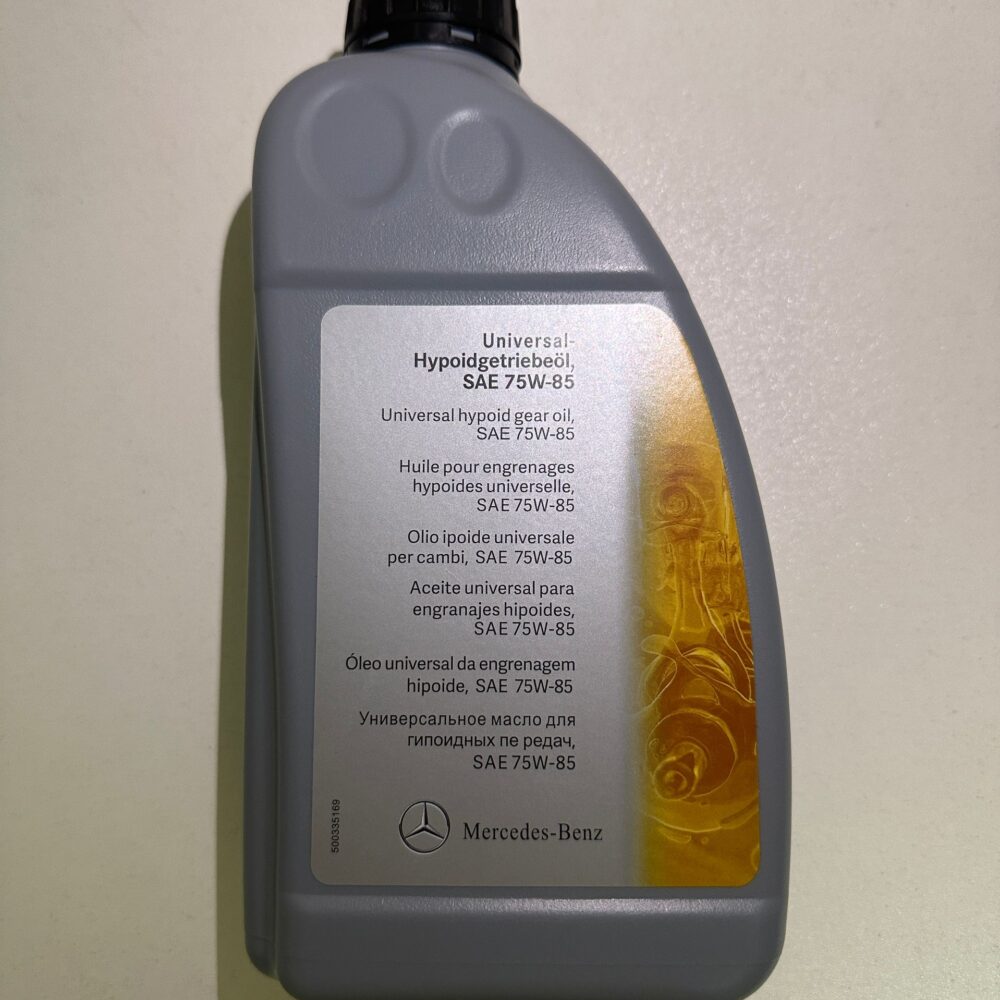 Universal-
Hypoidgetriebeöl,
SAE 75W-85
Universal hypoid gear oil,
SAE 75W-85
Huile pour engrenages
hypoides universelle,
SAE 75W-85
Olio ipoide universale
per cambi, SAE 75W-85
Aceite universal para
engranajes hipoides,
SAE 75W-85
Óleo universal da engrenagem
hipoide, SAE 75W-85
Универсальное масло для
гипоидных пе редач,
SAE 75W-85
500335169
Mercedes-Benz